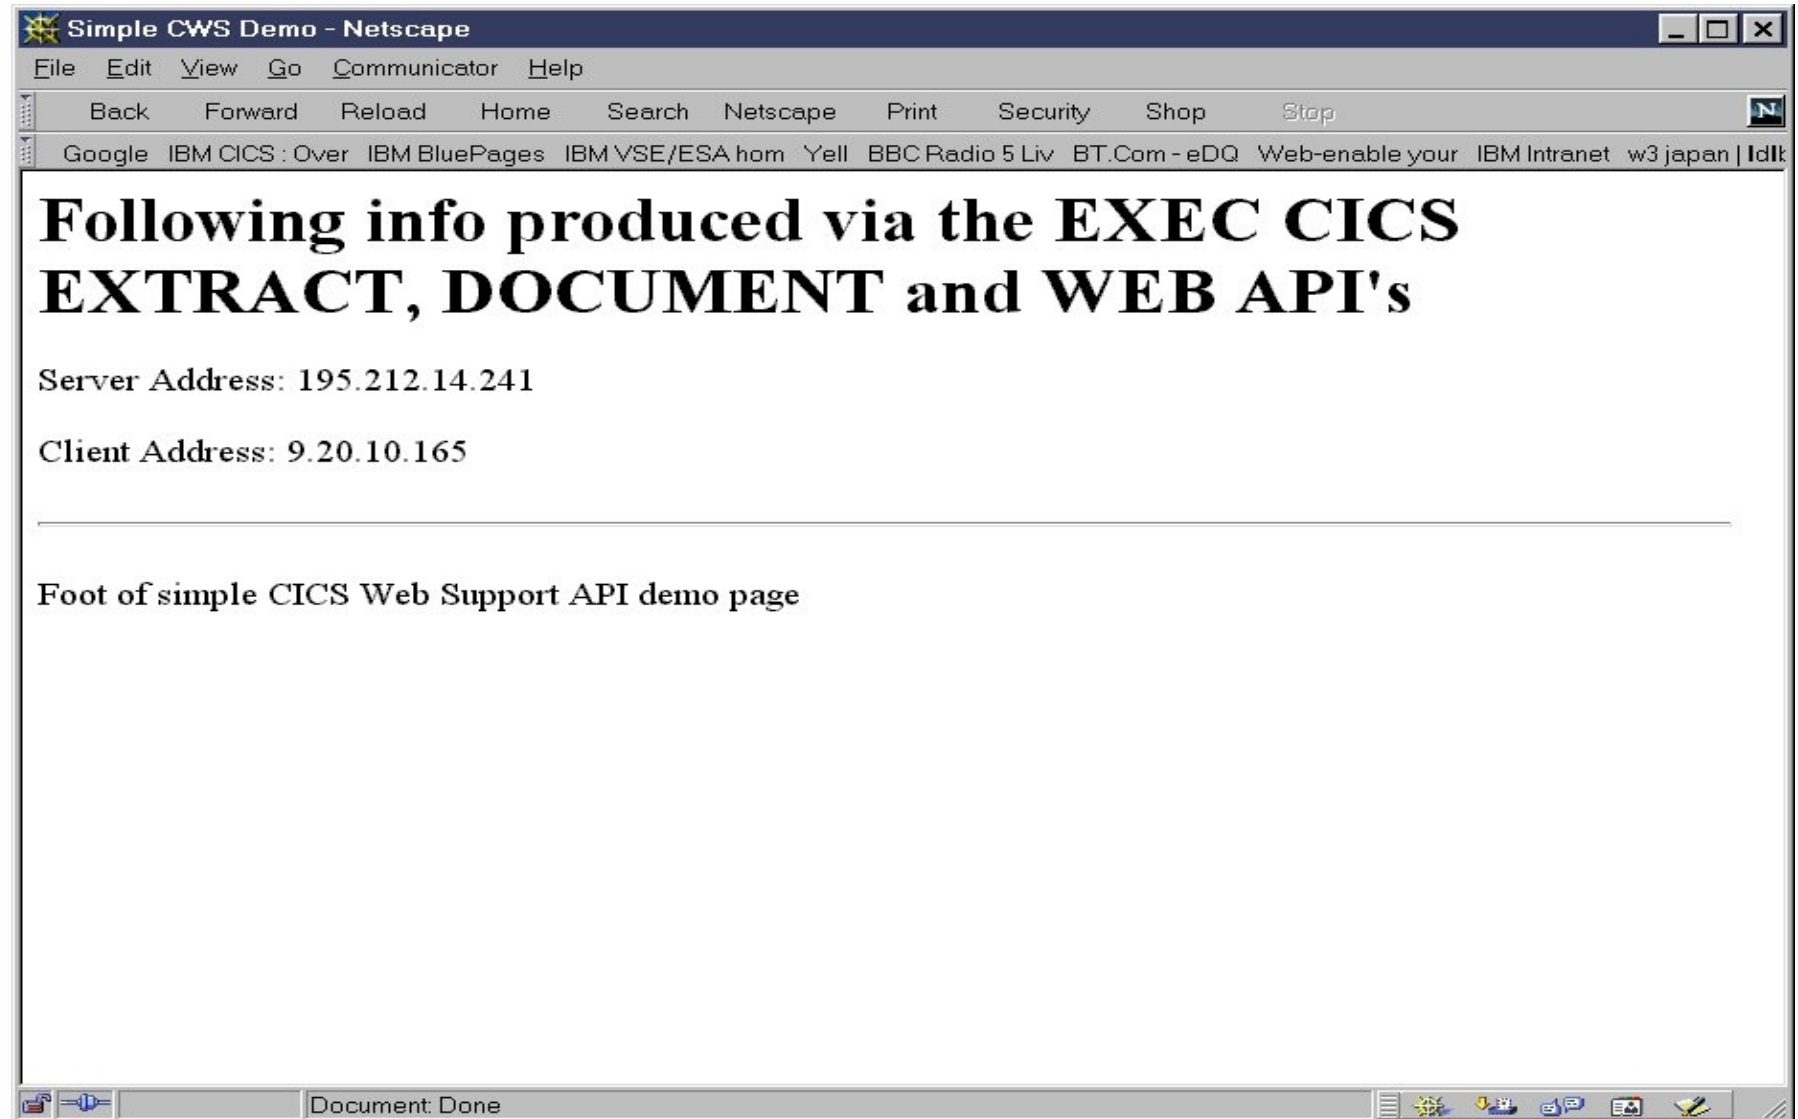 Simple CWS Demo - Netscape
File Edit View Go Communicator Help
Back Forward Reload Home Search Netscape Print Security Shop Stop
N
Google IBM CICS : Over IBM BluePages IBM VSE/ESA hom Yell BBC Radio 5 Liv BT.Com - eDQ Web-enable your IBM Intranet w3 japan |
Following info produced via the EXEC CICS
EXTRACT, DOCUMENT and WEB API's
Server Address: 195.212.14.241
Client Address: 9.20.10.165
Foot of simple CICS Web Support API demo page
Document: Done